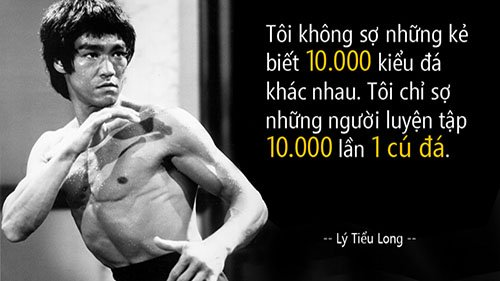 Tôi không sợ những kẻ
biết 10.000 kiểu đá
khác nhau. Tôi chỉ sợ
những người luyện tập
10.000 lần 1 cú đá.
-- Lý Tiểu Long --